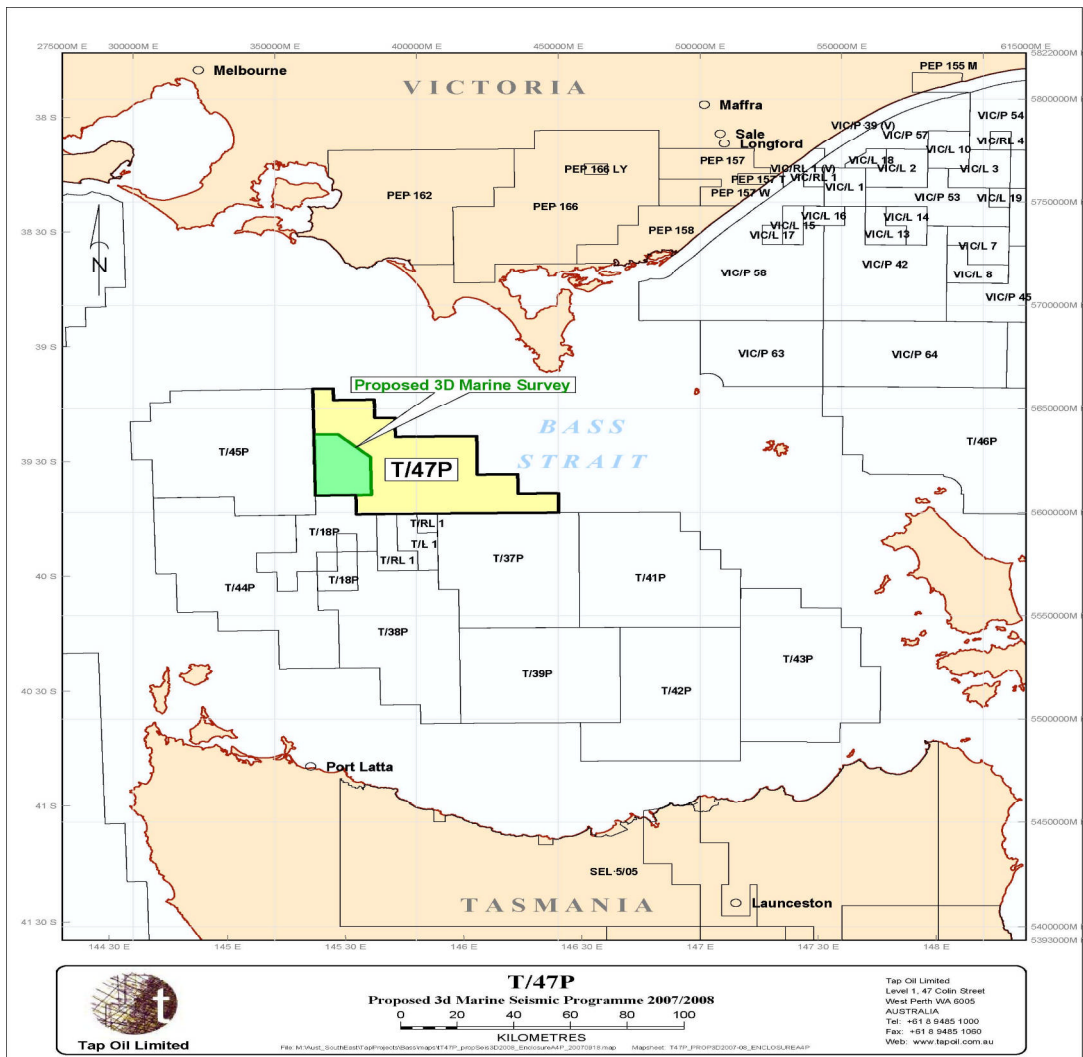 275000M E 300000M E 350000M E 400000M E 450000M E 500000M E 550000M E 615000M E
5822000M
PEP 155 M
Melbourne
VICTORIA
5800000M
Maffra
38 S
VIC/P 54
VIC/P 39 (V)
VIC/P 57
Sale
VIC/RL 4
Longford
VIC/L 10
PEP 157
VIC/L 18
PEP 166 LY
VIC/RL 1 (V)
VIC/L 2
VIC/L 3
PEP 157 T
VIC/RL 1
VIC/L 1
PEP 162
PEP 157 W
VIC/P 53
VIC/L 19
5750000M
PEP 166
VIC/L 16
VIC/L 14
VIC/L 15
38 30 S
PEP 158
VIC/L 17
VIC/L 13
VIC/L 7
N
VIC/P 58
VIC/P 42
VIC/L 8
VIC/P 45
5700000M
39 S
VIC/P 63
VIC/P 64
Proposed 3D Marine Survey
5650000M
BASS
T/46P
T/45P
STRAIT
39 30 S
T/47P
5600000M
T/RL 1
T/18P
T/L 1
T/RL 1
T/37P
40 S
T/18P
T/41P
T/44P
5550000M
T/38P
T/43P
T/39P
40 30 S
T/42P
5500000M
Port Latta
41 S
5450000M
SEL 5/05
TASMANIA
Launceston
41 30 S
5400000M
5393000M
144 30 E 145 E 145 30 E 146 E 146 30 E 147 E 147 30 E 148 E
T/47P
Proposed 3d Marine Seismic Programme 2007/2008
0 20 40 60 80 100
KILOMETRES
t
Tap Oil Limited
Tap Oil Limited
Level 1, 47 Colin Street
West Perth WA 6005
AUSTRALIA
Tel: +61 8 9485 1000
Fax: +61 8 9485 1060
Web: www.tapoil.com.au
Mapsheet: T47P_PROP3D2007-08_ENCLOSUREA4P